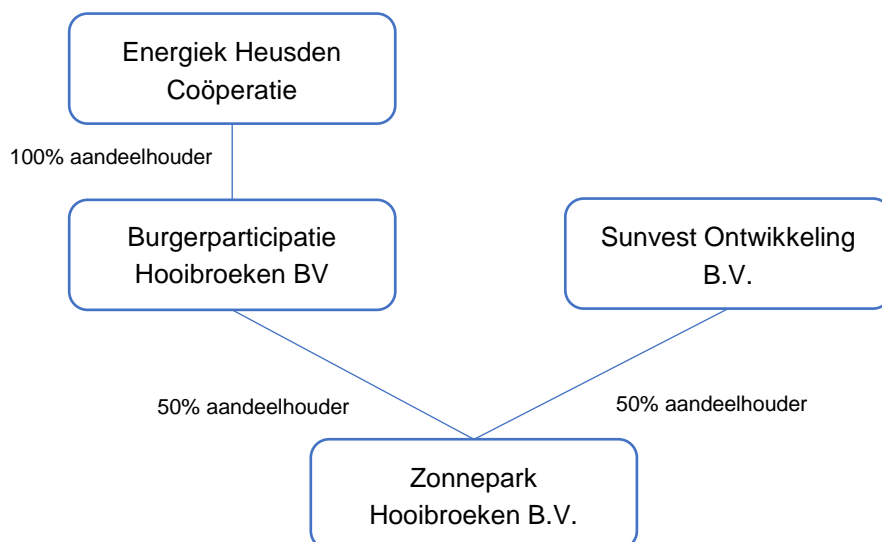 Energiek Heusden
Coöperatie
100% aandeelhouder
Burgerparticipatie
Hooibroeken BV
Sunvest Ontwikkeling
B.V.
50% aandeelhouder
50% aandeelhouder
Zonnepark
Hooibroeken B.V.